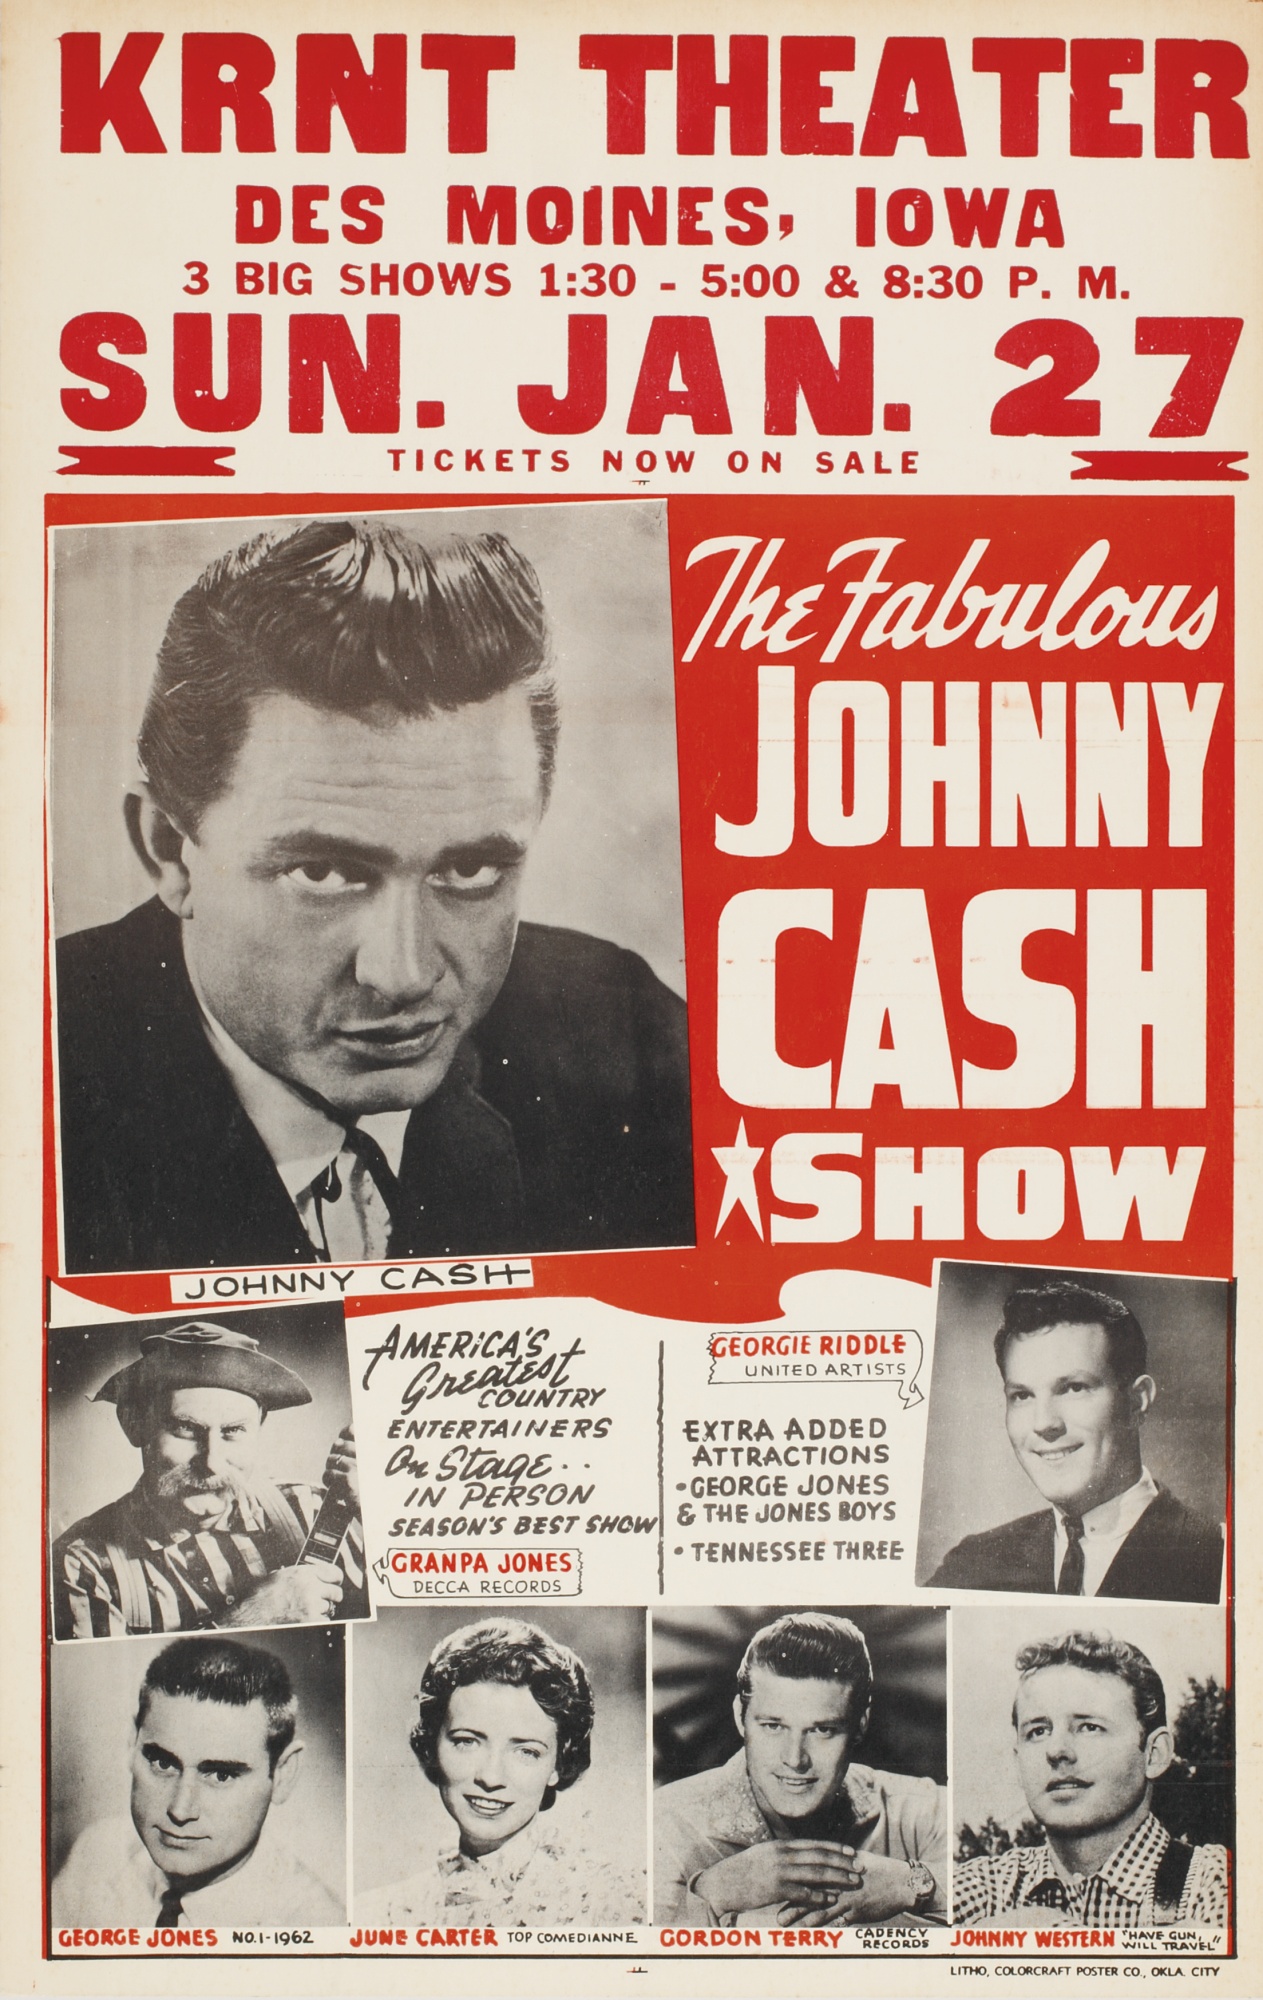 KRNT THEATER
DES MOINES, IOWA
3 BIG SHOWS 1:30 - 5:00 & 8:30 P. M.
SUN. JAN. 27
TICKETS NOW ON SALE
The Fabulous
JOHNNY
CASH
SHOW
JOHNNY CASH
AMERICA'S
Greatest
COUNTRY
ENTERTAINERS
On Stage..
IN PERSON
SEASON'S BEST SHOW
GRANPA JONES
DECCA RECORDS
GEORGIE RIDDLE
UNITED ARTISTS
EXTRA ADDED
ATTRACTIONS
•GEORGE JONES
& THE JONES BOYS
•TENNESSEE THREE
GEORGE JONES NO.1-1962
JUNE CARTER TOP COMEDIANNE
GORDON TERRY CADENCY
RECORDS
JOHNNY WESTERN "HAVE GUN,
WILL TRAVEL"
LITHO, COLORCRAFT POSTER CO., OKLA. CITY